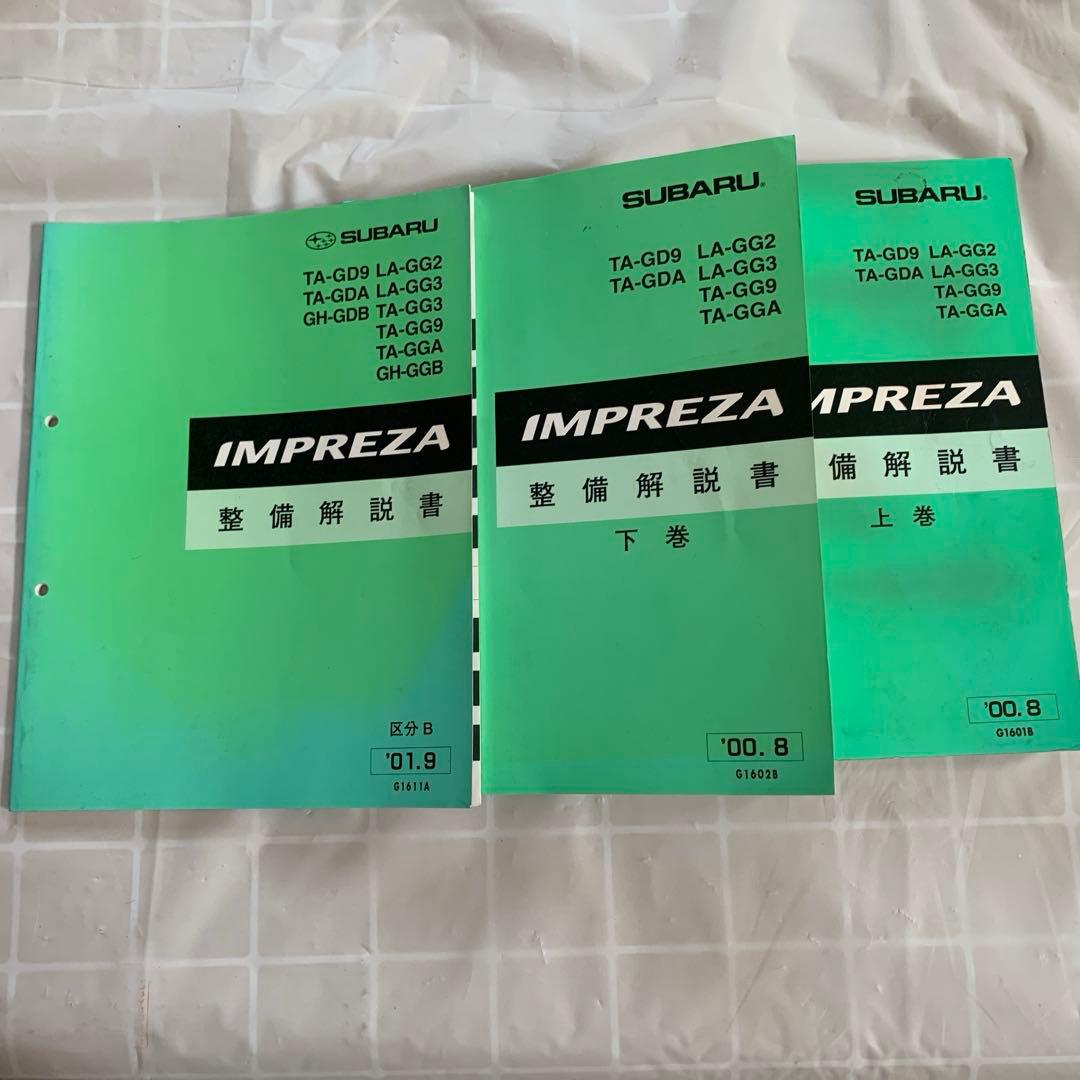 SUBARU
TA-GD9 LA-GG2
TA-GDA LA-GG3
GH-GDB TA-GG3
TA-GG9
TA-GGA
GH-GGB
IMPREZA
整備解説書
区分B
'01.9
G1611A
SUBARU®
TA-GD9 LA-GG2
TA-GDA LA-GG3
TA-GG9
TA-GGA
IMPREZA
整備解説書
下巻
'00.8
G1602B
SUBARU®
TA-GD9 LA-GG2
TA-GDA LA-GG3
TA-GG9
TA-GGA
MPREZA
備解説書
上巻
'00.8
G1601B